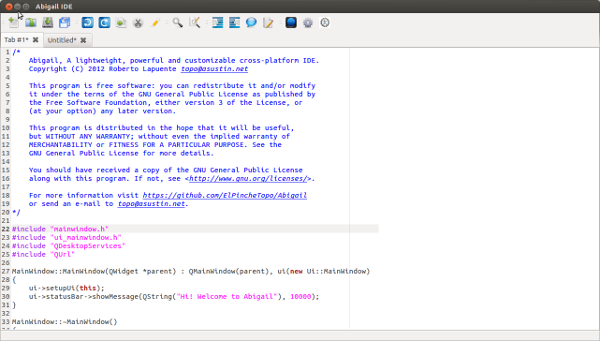 Abigail IDE
Tab #1* Untitled*
1 /*
2 Abigail, A lightweight, powerful and customizable cross-platform IDE.
3 Copyright (C) 2012 Roberto Lapuente topo@asustin.net
4
5 This program is free software: you can redistribute it and/or modify
6 it under the terms of the GNU General Public License as published by
7 the Free Software Foundation, either version 3 of the License, or
8 (at your option) any later version.
9
10 This program is distributed in the hope that it will be useful,
11 but WITHOUT ANY WARRANTY; without even the implied warranty of
12 MERCHANTABILITY or FITNESS FOR A PARTICULAR PURPOSE. See the
13 GNU General Public License for more details.
14
15 You should have received a copy of the GNU General Public License
16 along with this program. If not, see <http://www.gnu.org/licenses/>.
17
18 For more information visit https://github.com/ElPincheTopo/Abigail
19 or send an e-mail to topo@asustin.net.
20 */
21
22 #include "mainwindow.h"
23 #include "ui_mainwindow.h"
24 #include "QDesktopServices"
25 #include "QUrl"
26
27 MainWindow::MainWindow(QWidget *parent) : QMainWindow(parent), ui(new Ui::MainWindow)
28 {
29 ui->setupUi(this);
30 ui->statusBar->showMessage(QString("Hi! Welcome to Abigail"), 10000);
31 }
32
33 MainWindow::~MainWindow()